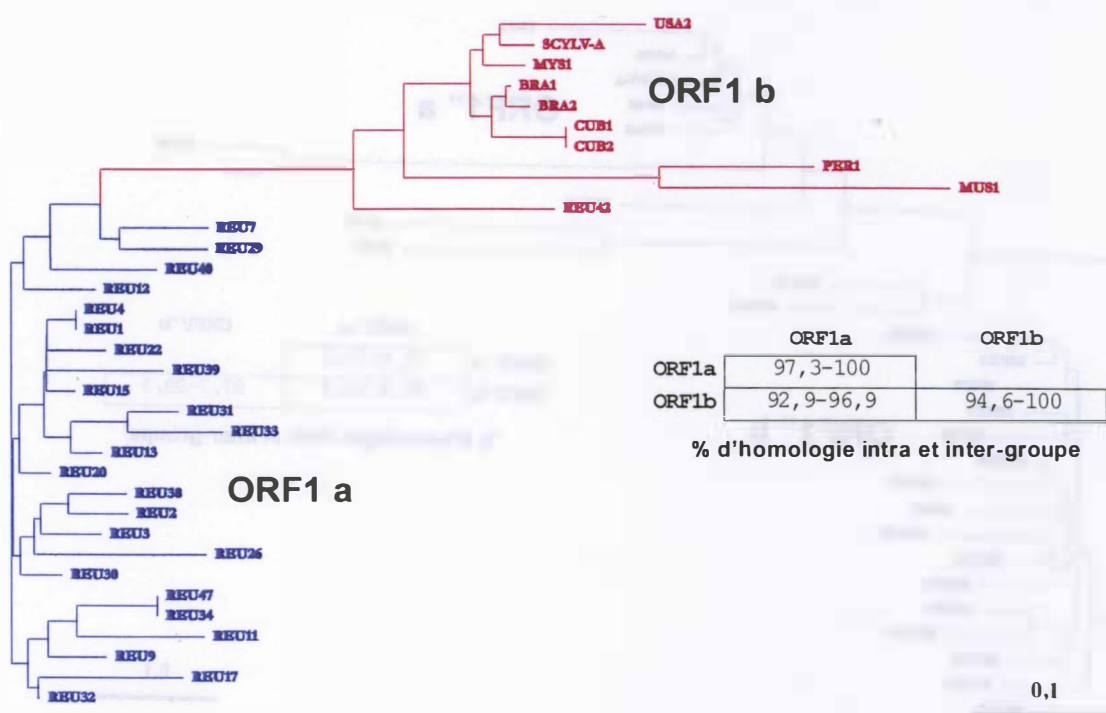 USA2
SCYLV-A
MYS1
BRA1
ORF1 b
BRA2
CUB1
CUB2
PER1
MUS1
REU42
REU7
REU29
REU40
REU12
REU4
REU1
REU22
REU39
REU15
REU31
REU33
REU13
REU20
ORF1 a
REU38
REU2
REU3
REU26
REU30
REU47
REU34
REU11
REU9
REU17
REU32
ORF1a ORF1b
ORF1a 97,3-100
ORF1b 92,9-96,9 94,6-100
% d'homologie intra et inter-groupe
0,1